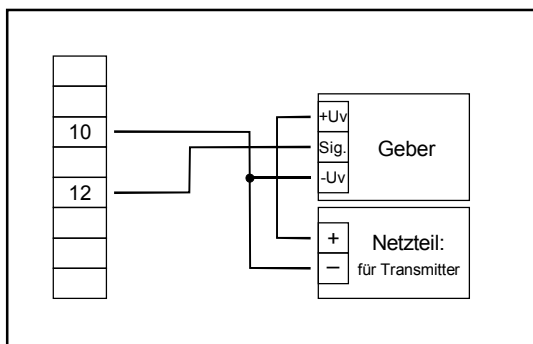 10
12
+Uv
Sig.
-Uv
Geber
+
–
Netzteil:
für Transmitter